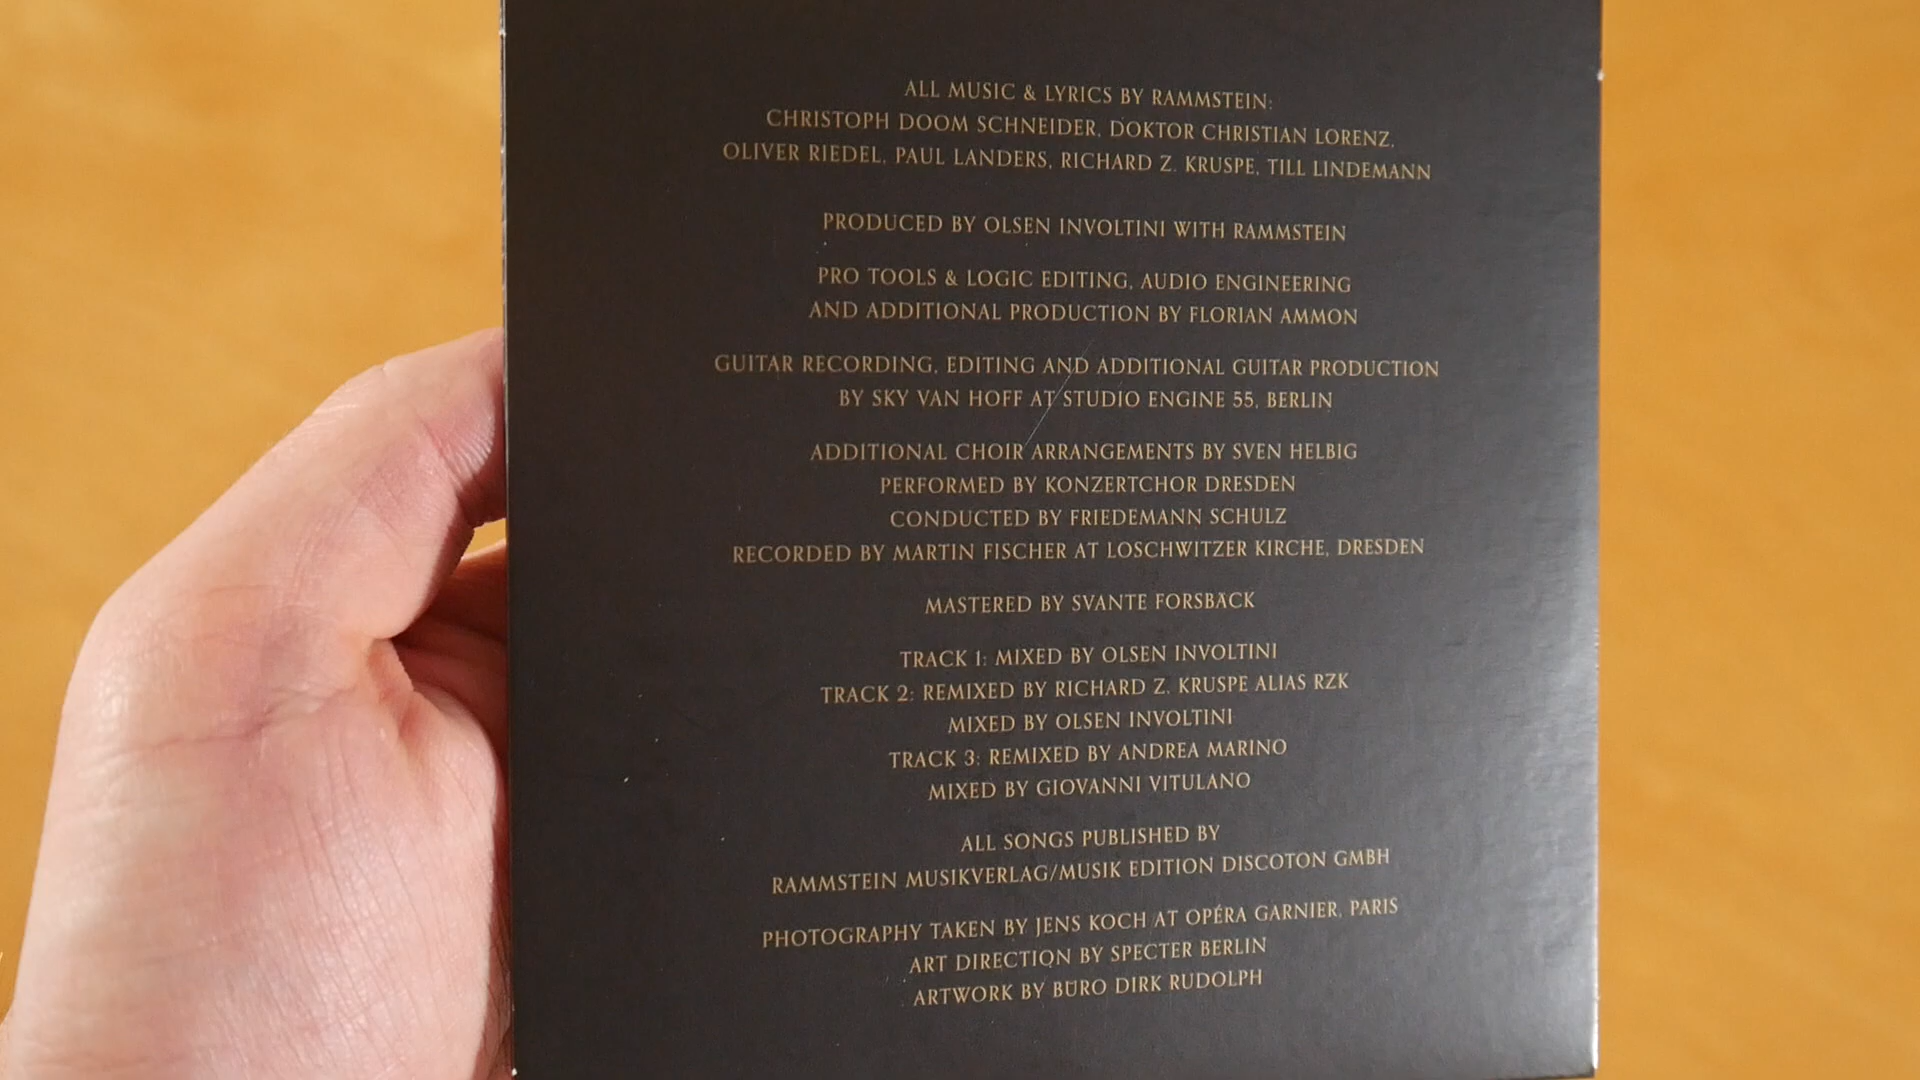 ALL MUSIC & LYRICS BY RAMMSTEIN:
CHRISTOPH DOOM SCHNEIDER, DOKTOR CHRISTIAN LORENZ,
OLIVER RIEDEL, PAUL LANDERS, RICHARD Z. KRUSPE, TILL LINDEMANN
PRODUCED BY OLSEN INVOLTINI WITH RAMMSTEIN
PRO TOOLS & LOGIC EDITING, AUDIO ENGINEERING
AND ADDITIONAL PRODUCTION BY FLORIAN AMMON
GUITAR RECORDING, EDITING AND ADDITIONAL GUITAR PRODUCTION
BY SKY VAN HOFF AT STUDIO ENGINE 55, BERLIN
ADDITIONAL CHOIR ARRANGEMENTS BY SVEN HELBIG
PERFORMED BY KONZERTCHOR DRESDEN
CONDUCTED BY FRIEDEMANN SCHULZ
RECORDED BY MARTIN FISCHER AT LOSCHWITZER KIRCHE, DRESDEN
MASTERED BY SVANTE FORSBÄCK
TRACK 1: MIXED BY OLSEN INVOLTINI
TRACK 2: REMIXED BY RICHARD Z. KRUSPE ALIAS RZK
MIXED BY OLSEN INVOLTINI
TRACK 3: REMIXED BY ANDREA MARINO
MIXED BY GIOVANNI VITULANO
ALL SONGS PUBLISHED BY
RAMMSTEIN MUSIKVERLAG/MUSIK EDITION DISCOTON GMBH
PHOTOGRAPHY TAKEN BY JENS KOCH AT OPÉRA GARNIER, PARIS
ART DIRECTION BY SPECTER BERLIN
ARTWORK BY BÜRO DIRK RUDOLPH